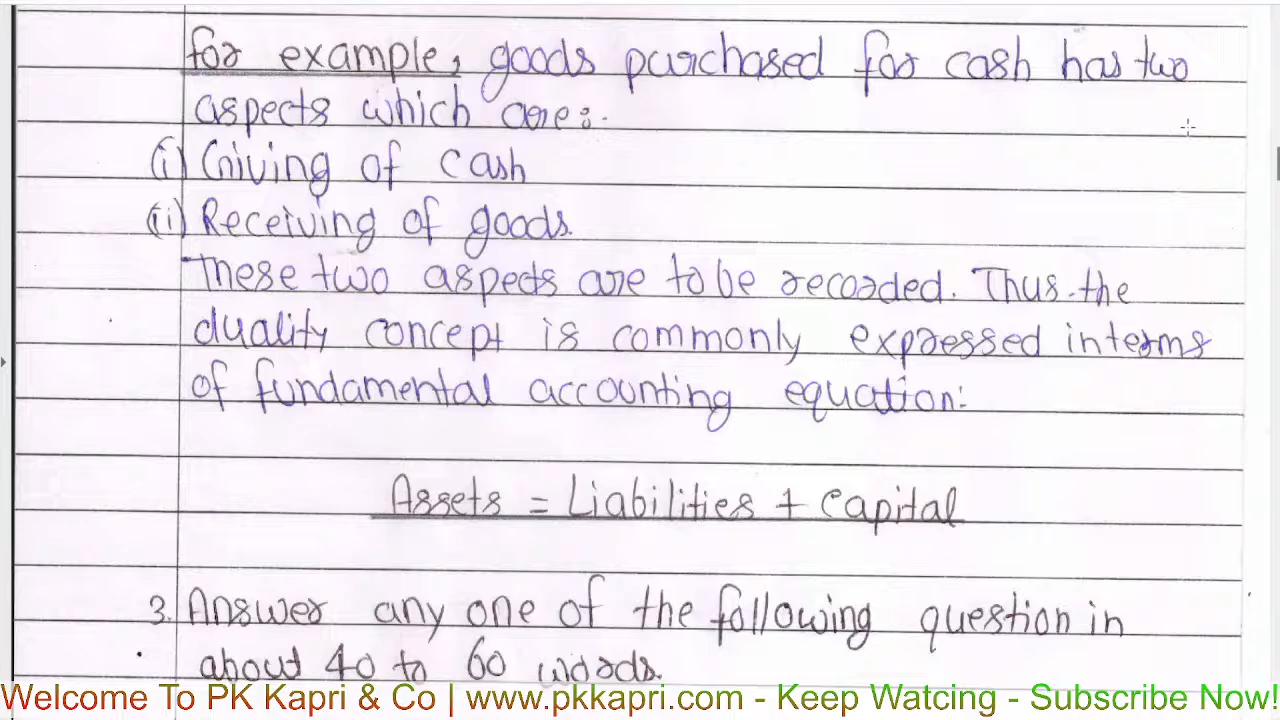 for example, goods purchased for cash has two
aspects which are:-
(i) Giving of cash
(ii) Receiving of goods.
These two aspects are to be recorded. Thus the
duality concept is commonly expressed interms
of fundamental accounting equation:
Assets = Liabilities + Capital
3. Answer any one of the following question in
about 40 to 60 words.
Welcome To PK Kapri & Co | www.pkkapri.com - Keep Watcing - Subscribe Now!